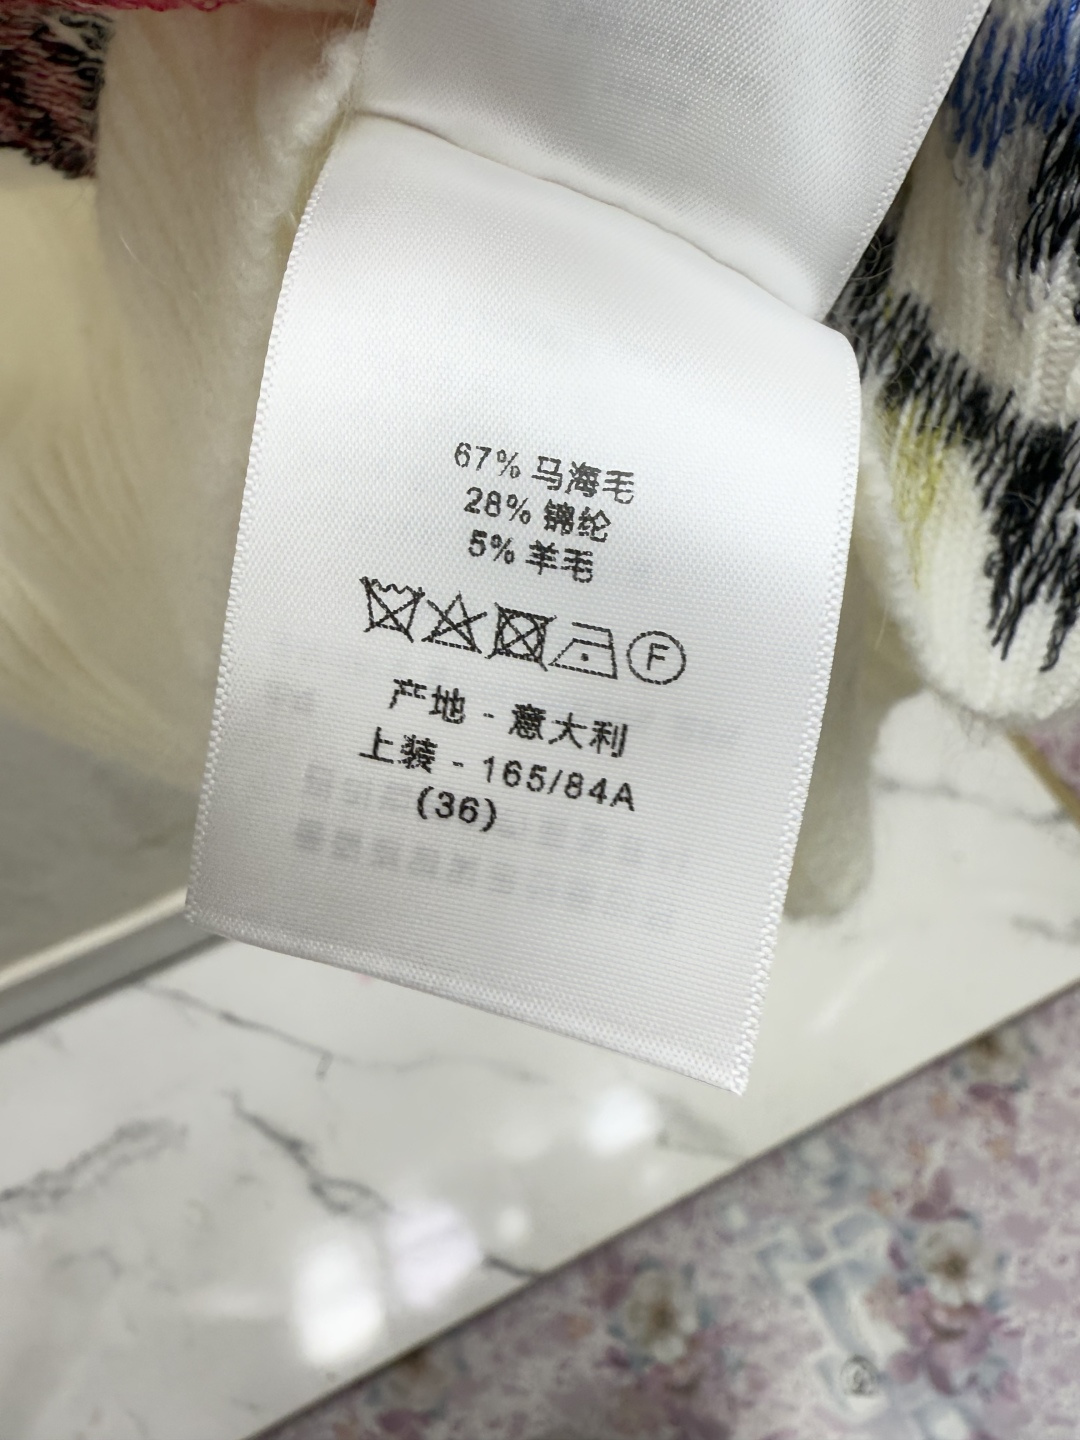 67% 马海毛
28% 锦纶
5% 羊毛
F
产地 - 意大利
上装 - 165/84A
(36)